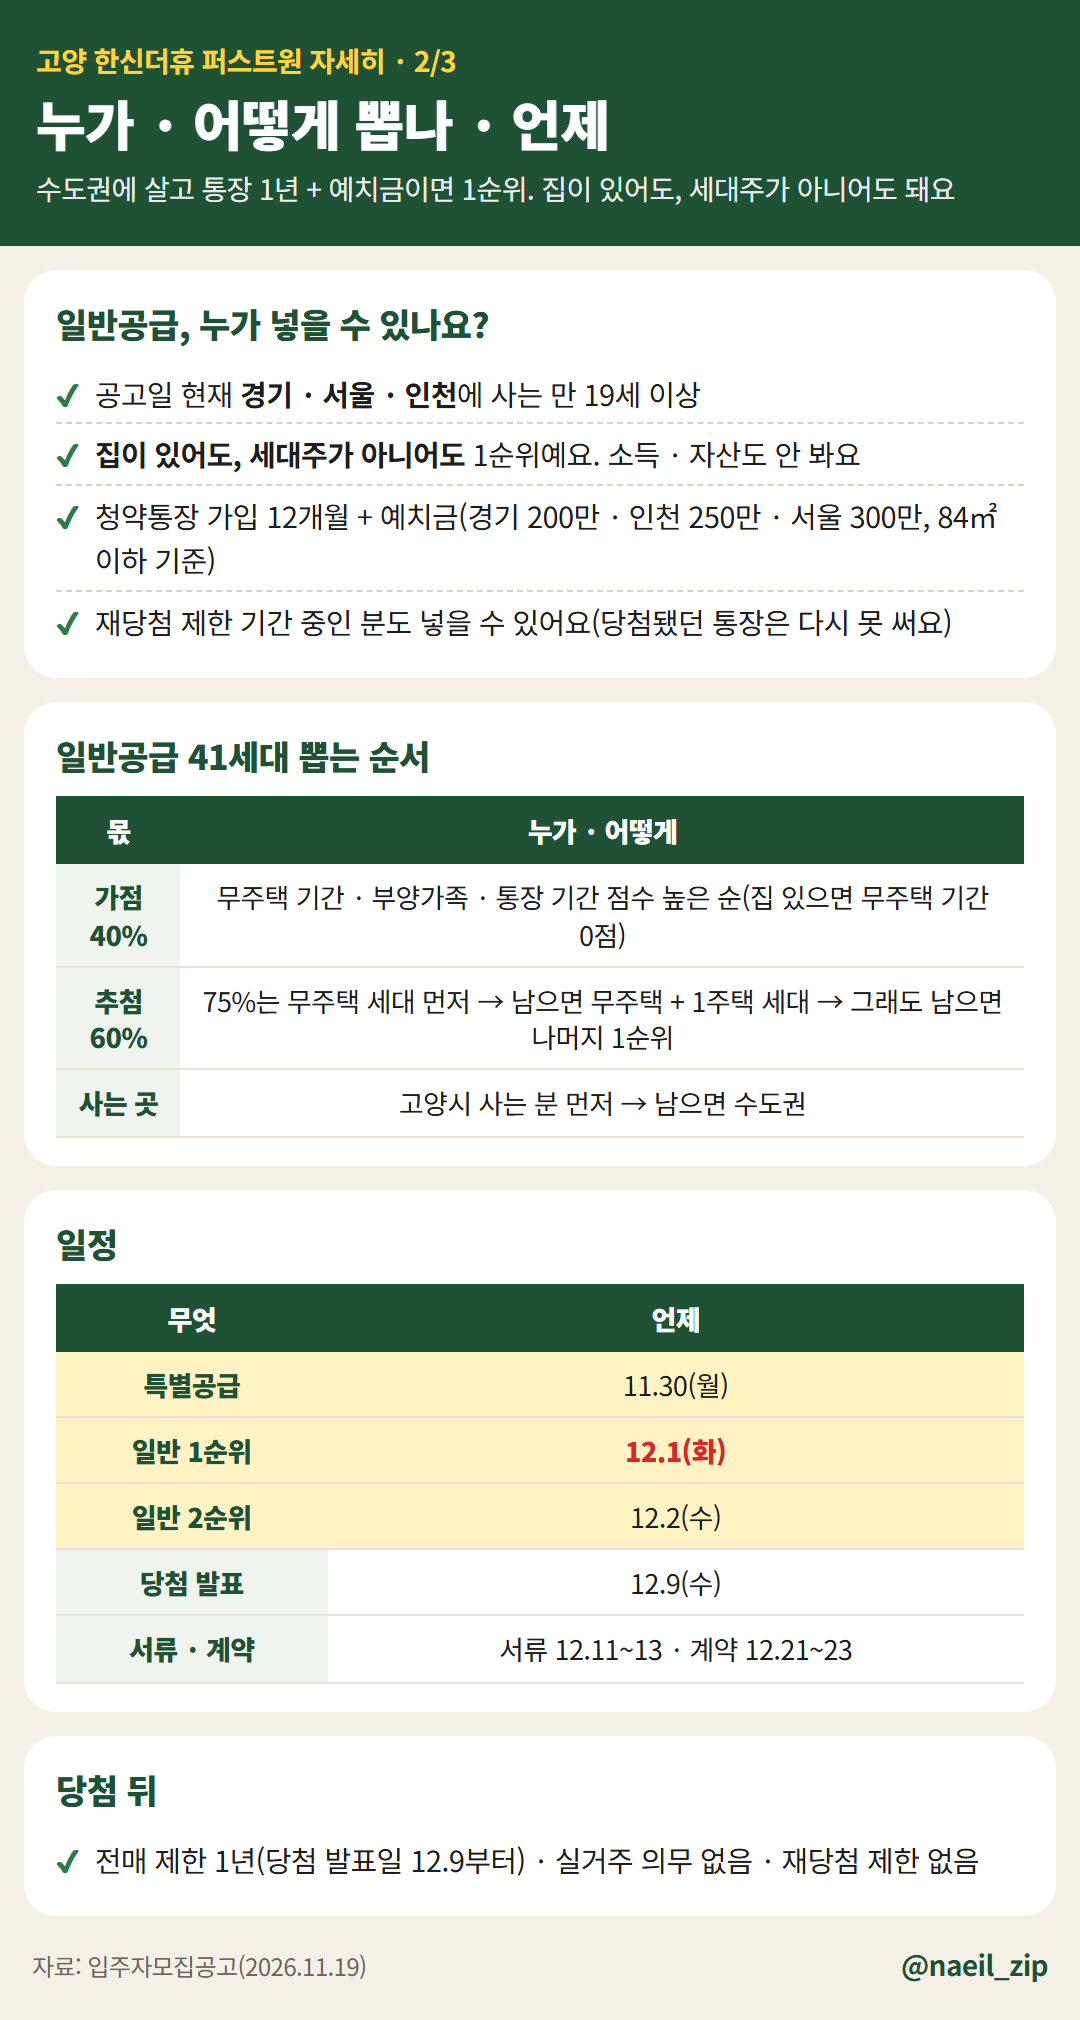 고양 한신더휴 퍼스트원 자세히 · 2/3
누가 · 어떻게 뽑나 · 언제
수도권에 살고 통장 1년 + 예치금이면 1순위. 집이 있어도, 세대주가 아니어도 돼요
일반공급, 누가 넣을 수 있나요?
✔ 공고일 현재 경기 · 서울 · 인천에 사는 만 19세 이상
✔ 집이 있어도, 세대주가 아니어도 1순위예요. 소득 · 자산도 안 봐요
✔ 청약통장 가입 12개월 + 예치금(경기 200만 · 인천 250만 · 서울 300만, 84㎡
이하 기준)
✔ 재당첨 제한 기간 중인 분도 넣을 수 있어요(당첨됐던 통장은 다시 못 써요)
일반공급 41세대 뽑는 순서
몫 누가 · 어떻게
가점 40% 무주택 기간 · 부양가족 · 통장 기간 점수 높은 순(집 있으면 무주택 기간
0점)
추첨 60% 75%는 무주택 세대 먼저 → 남으면 무주택 + 1주택 세대 → 그래도 남으면
나머지 1순위
사는 곳 고양시 사는 분 먼저 → 남으면 수도권
일정
무엇 언제
특별공급 11.30(월)
일반 1순위 12.1(화)
일반 2순위 12.2(수)
당첨 발표 12.9(수)
서류 · 계약 서류 12.11~13 · 계약 12.21~23
당첨 뒤
✔ 전매 제한 1년(당첨 발표일 12.9부터) · 실거주 의무 없음 · 재당첨 제한 없음
자료: 입주자모집공고(2026.11.19)
@naeil_zip